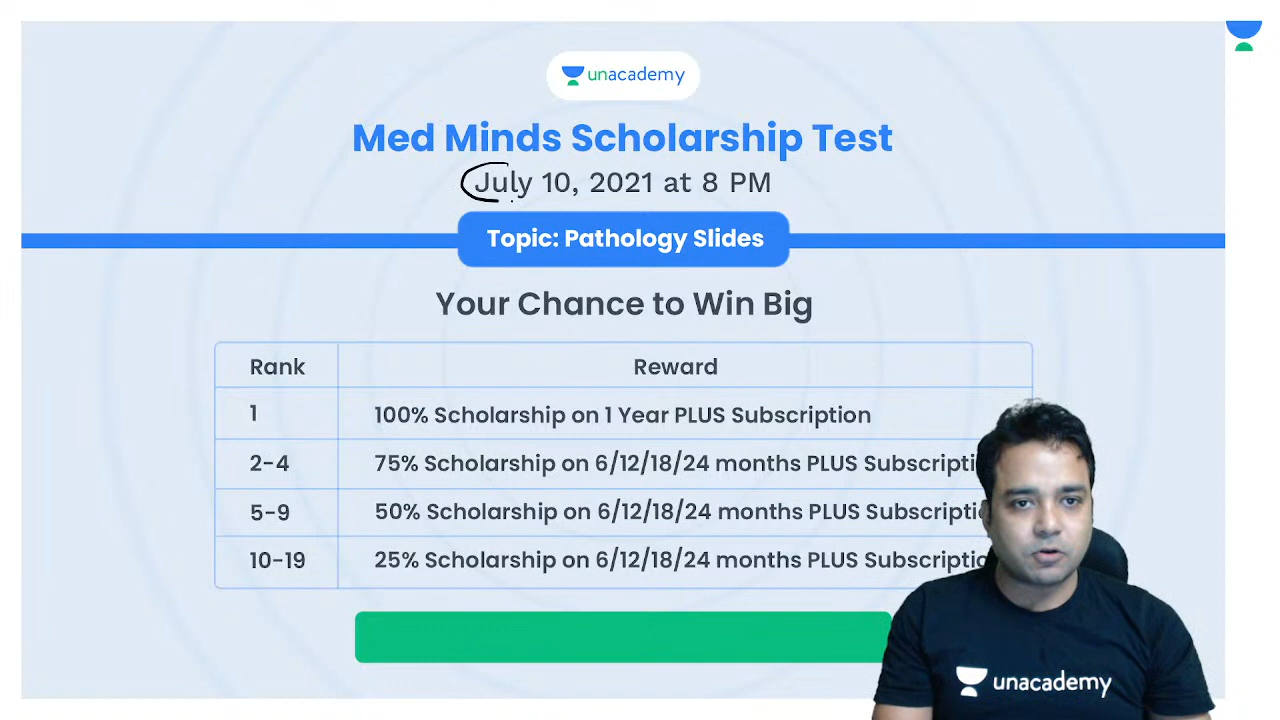 unacademy
Med Minds Scholarship Test
July 10, 2021 at 8 PM
Topic: Pathology Slides
Your Chance to Win Big
Rank Reward
1 100% Scholarship on 1 Year PLUS Subscription
2-4 75% Scholarship on 6/12/18/24 months PLUS Subscripti
5-9 50% Scholarship on 6/12/18/24 months PLUS Subscriptio
10-19 25% Scholarship on 6/12/18/24 months PLUS Subscriptio
unacademy